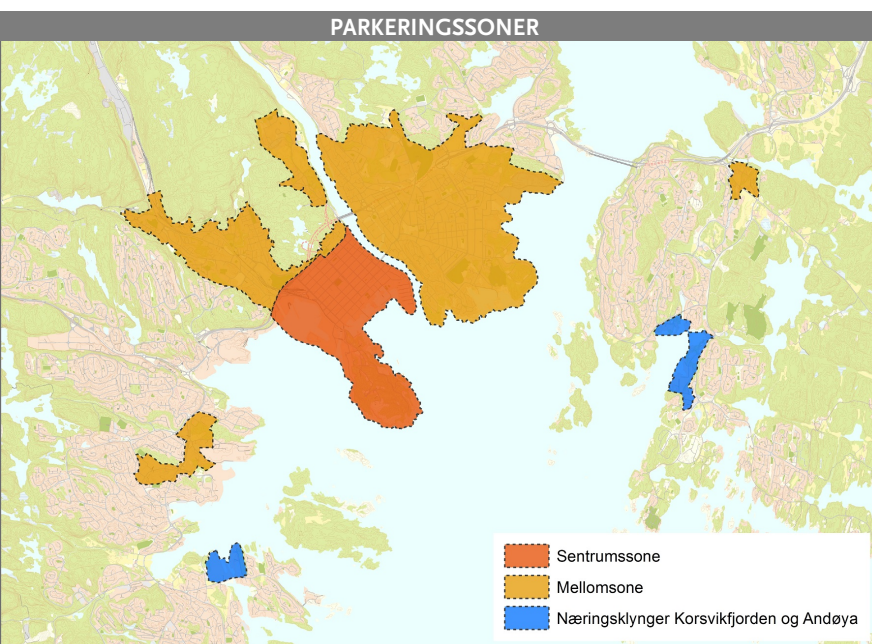 PARKERINGSSONER
Sentrumssone
Mellomsone
Næringsklynger Korsvikfjorden og Andøya